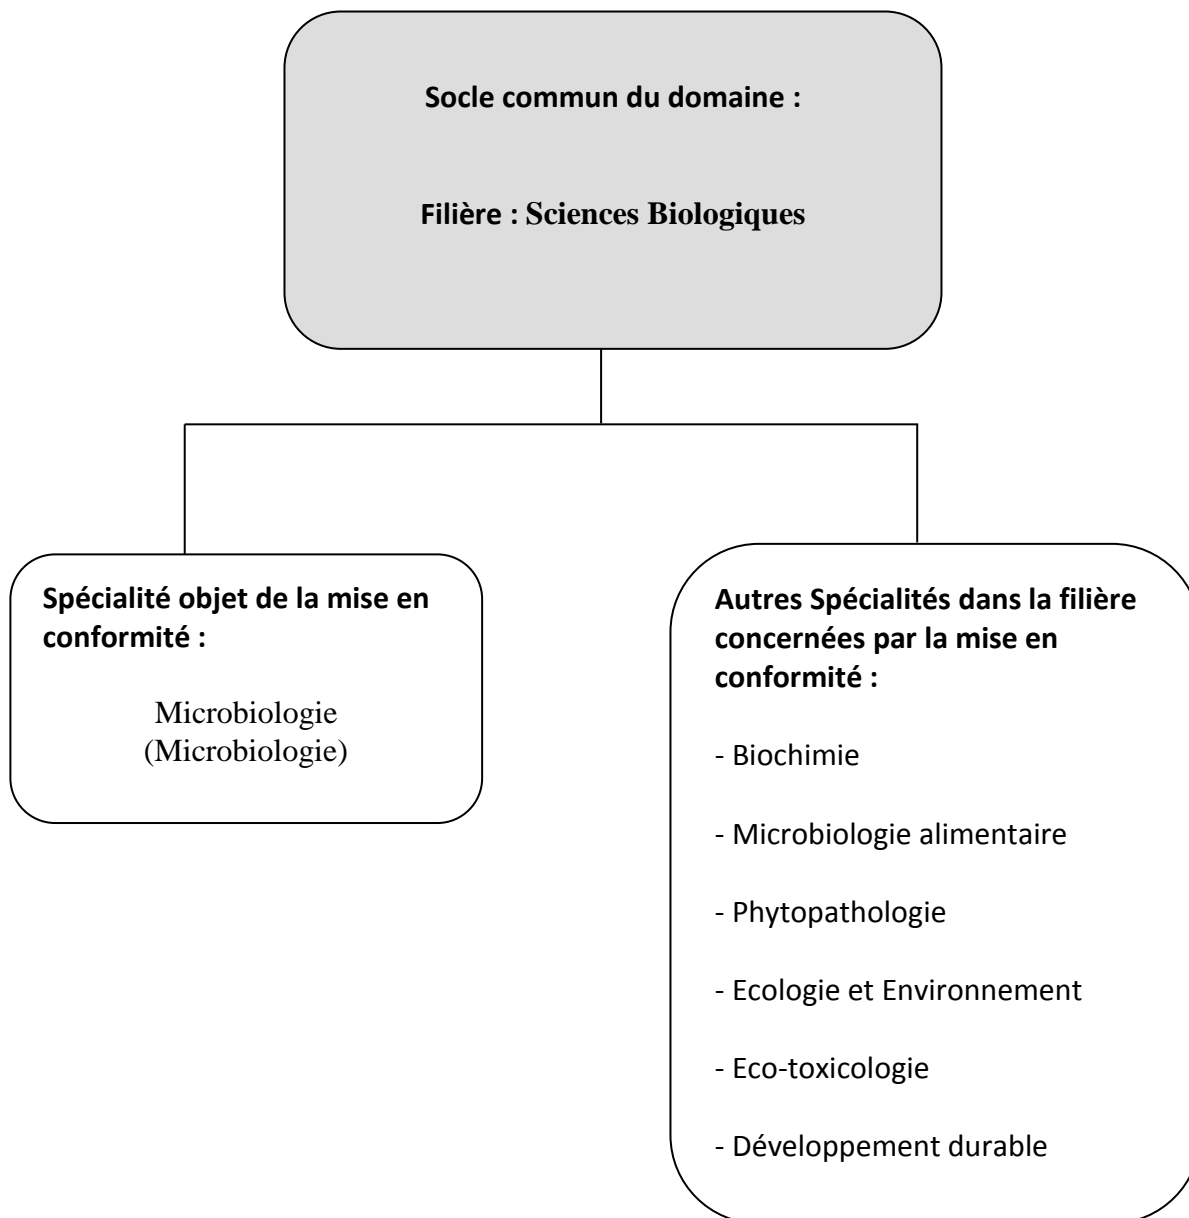 Socle commun du domaine :
Filière : Sciences Biologiques
Spécialité objet de la mise en
conformité :
Microbiologie
(Microbiologie)
Autres Spécialités dans la filière
concernées par la mise en
conformité :
- Biochimie
- Microbiologie alimentaire
- Phytopathologie
- Ecologie et Environnement
- Eco-toxicologie
- Développement durable